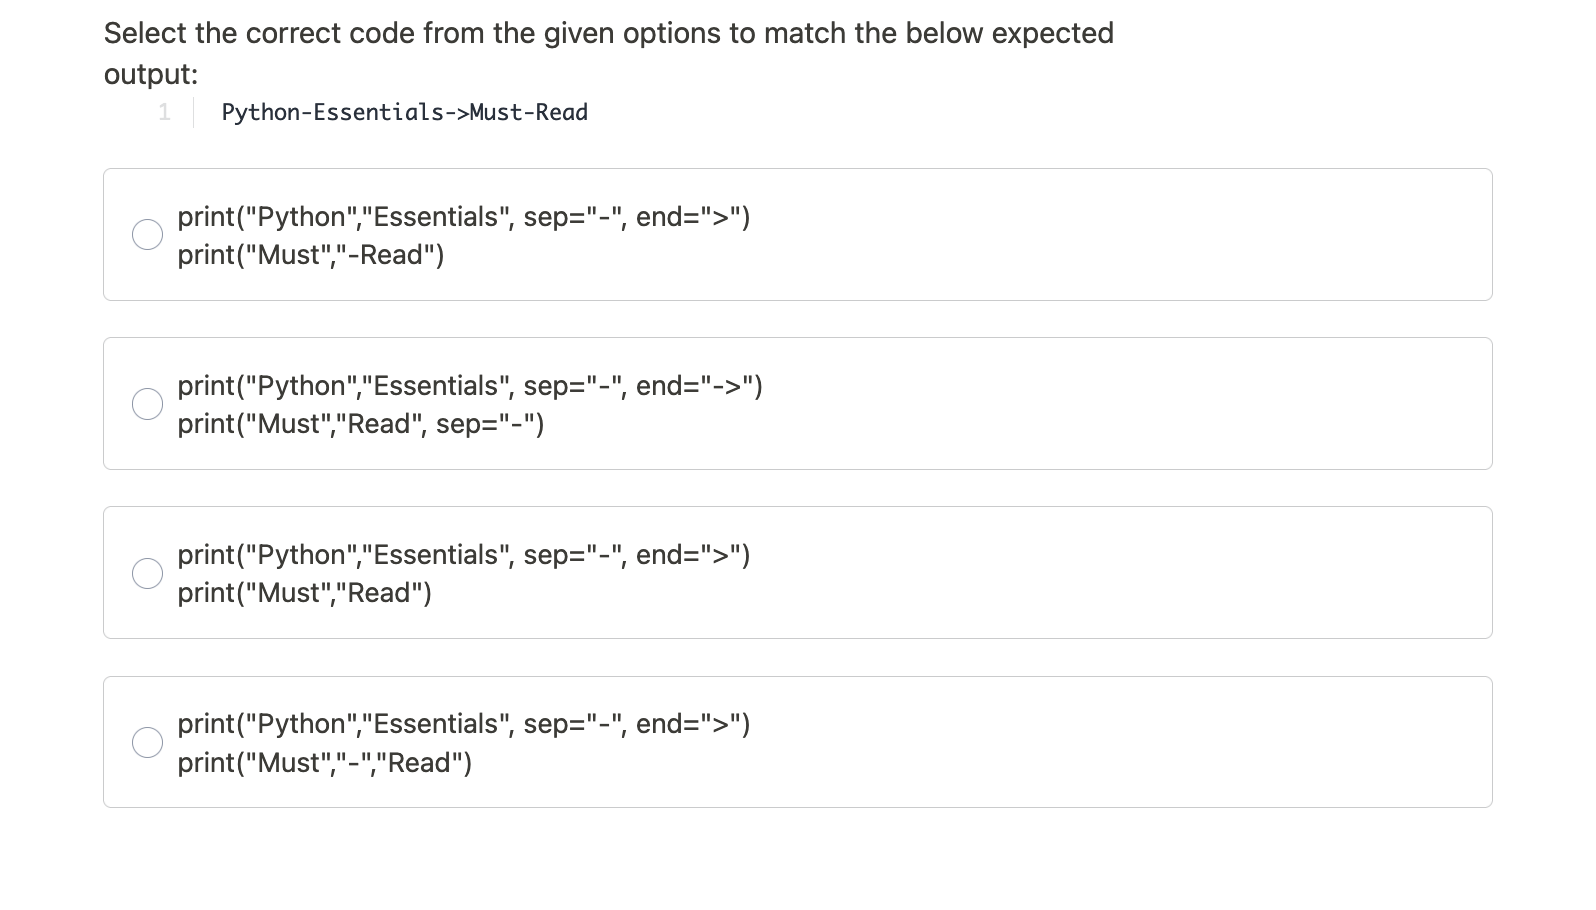 Select the correct code from the given options to match the below expected
output:
1 Python-Essentials->Must-Read
print("Python","Essentials", sep="-", end=">")
print("Must","-Read")
print("Python","Essentials", sep="-", end="->")
print("Must","Read", sep="-")
print("Python","Essentials", sep="-", end=">")
print("Must","Read")
print("Python","Essentials", sep="-", end=">")
print("Must","-","Read")